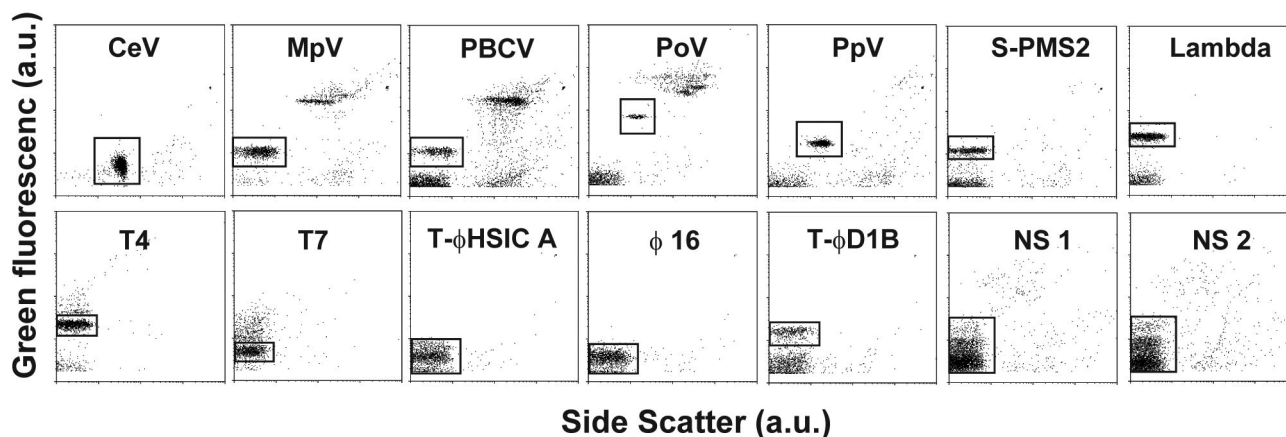 Green fluorescenc (a.u.)
CeV
MpV
PBCV
PoV
PpV
S-PMS2
Lambda
T4
T7
T-ϕHSIC A
ϕ 16
T-ϕD1B
NS 1
NS 2
Side Scatter (a.u.)